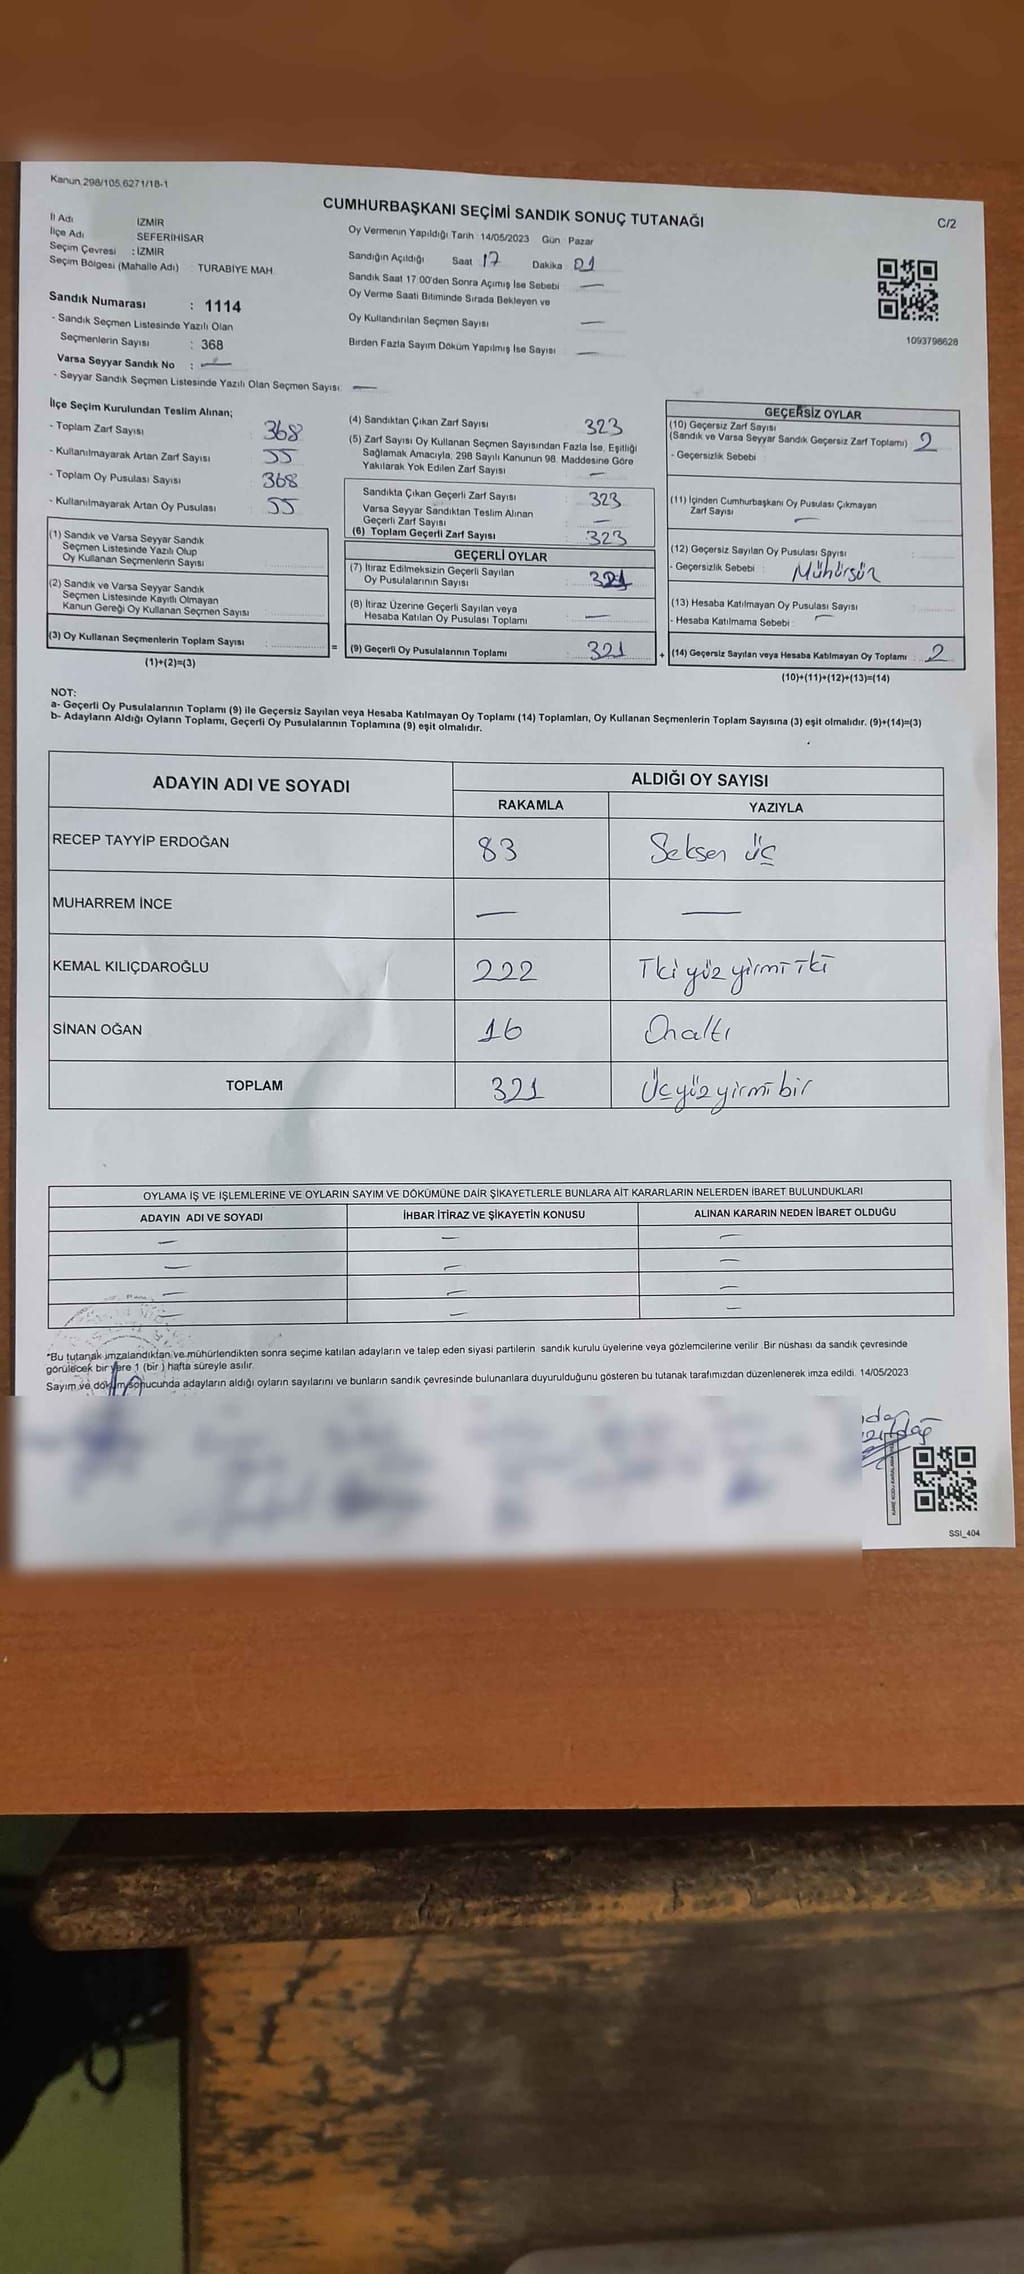 Kanun 298/105,6271/18-1
CUMHURBAŞKANI SEÇİMİ SANDIK SONUÇ TUTANAĞI
C/2
İl Adı İZMİR
İlçe Adı SEFERİHİSAR
Seçim Çevresi : İZMİR
Seçim Bölgesi (Mahalle Adı) TURABİYE MAH.
Sandık Numarası : 1114
- Sandık Seçmen Listesinde Yazılı Olan
Seçmenlerin Sayısı : 368
Varsa Seyyar Sandık No : —
- Seyyar Sandık Seçmen Listesinde Yazılı Olan Seçmen Sayısı: —
Oy Vermenin Yapıldığı Tarih 14/05/2023 Gün Pazar
Sandığın Açıldığı Saat 17 Dakika 01
Sandık Saat 17:00'den Sonra Açımış İse Sebebi —
Oy Verme Saati Bitiminde Sırada Bekleyen ve
Oy Kullandırılan Seçmen Sayısı —
Birden Fazla Sayım Döküm Yapılmış İse Sayısı —
1093798628
İlçe Seçim Kurulundan Teslim Alınan;
- Toplam Zarf Sayısı 368
- Kullanılmayarak Artan Zarf Sayısı 55
- Toplam Oy Pusulası Sayısı 368
- Kullanılmayarak Artan Oy Pusulası 55
(1) Sandık ve Varsa Seyyar Sandık
Seçmen Listesinde Yazılı Olup
Oy Kullanan Seçmenlerin Sayısı
(2) Sandık ve Varsa Seyyar Sandık
Seçmen Listesinde Kayıtlı Olmayan
Kanun Gereği Oy Kullanan Seçmen Sayısı
(3) Oy Kullanan Seçmenlerin Toplam Sayısı
(1)+(2)=(3)
(4) Sandıktan Çıkan Zarf Sayısı 323
(5) Zarf Sayısı Oy Kullanan Seçmen Sayısından Fazla İse, Eşitliği
Sağlamak Amacıyla, 298 Sayılı Kanunun 98. Maddesine Göre
Yakılarak Yok Edilen Zarf Sayısı —
Sandıkta Çıkan Geçerli Zarf Sayısı 323
Varsa Seyyar Sandıktan Teslim Alınan
Geçerli Zarf Sayısı —
(6) Toplam Geçerli Zarf Sayısı 323
GEÇERLİ OYLAR
(7) İtiraz Edilmeksizin Geçerli Sayılan
Oy Pusulalarının Sayısı 321
(8) İtiraz Üzerine Geçerli Sayılan veya
Hesaba Katılan Oy Pusulası Toplamı —
= (9) Geçerli Oy Pusulalarının Toplamı 321
GEÇERSİZ OYLAR
(10) Geçersiz Zarf Sayısı
(Sandık ve Varsa Seyyar Sandık Geçersiz Zarf Toplamı) 2
- Geçersizlik Sebebi
(11) İçinden Cumhurbaşkanı Oy Pusulası Çıkmayan
Zarf Sayısı —
(12) Geçersiz Sayılan Oy Pusulası Sayısı
- Geçersizlik Sebebi Mühürsür
(13) Hesaba Katılmayan Oy Pusulası Sayısı
- Hesaba Katılmama Sebebi —
+ (14) Geçersiz Sayılan veya Hesaba Katılmayan Oy Toplamı 2
(10)+(11)+(12)+(13)=(14)
NOT:
a- Geçerli Oy Pusulalarının Toplamı (9) ile Geçersiz Sayılan veya Hesaba Katılmayan Oy Toplamı (14) Toplamları, Oy Kullanan Seçmenlerin Toplam Sayısına (3) eşit olmalıdır. (9)+(14)=(3)
b- Adayların Aldığı Oyların Toplamı, Geçerli Oy Pusulalarının Toplamına (9) eşit olmalıdır.
ADAYIN ADI VE SOYADI ALDIĞI OY SAYISI
RAKAMLA YAZIYLA
RECEP TAYYİP ERDOĞAN 83 Seksen üç
MUHARREM İNCE — —
KEMAL KILIÇDAROĞLU 222 İki yüz yirmi iki
SİNAN OĞAN 16 Onaltı
TOPLAM 321 Üçyüz yirmi bir
OYLAMA İŞ VE İŞLEMLERİNE VE OYLARIN SAYIM VE DÖKÜMÜNE DAİR ŞİKAYETLERLE BUNLARA AİT KARARLARIN NELERDEN İBARET BULUNDUKLARI
ADAYIN ADI VE SOYADI İHBAR İTİRAZ VE ŞİKAYETİN KONUSU ALINAN KARARIN NEDEN İBARET OLDUĞU
— — —
— — —
— — —
— — —
*Bu tutanak imzalandıktan ve mühürlendikten sonra seçime katılan adayların ve talep eden siyasi partilerin sandık kurulu üyelerine veya gözlemcilerine verilir. Bir nüshası da sandık çevresinde
görülecek bir yere 1 (bir ) hafta süreyle asılır.
Sayım ve döküm sonucunda adayların aldığı oyların sayılarını ve bunların sandık çevresinde bulunanlara duyurulduğunu gösteren bu tutanak tarafımızdan düzenlenerek imza edildi. 14/05/2023
SSI_404